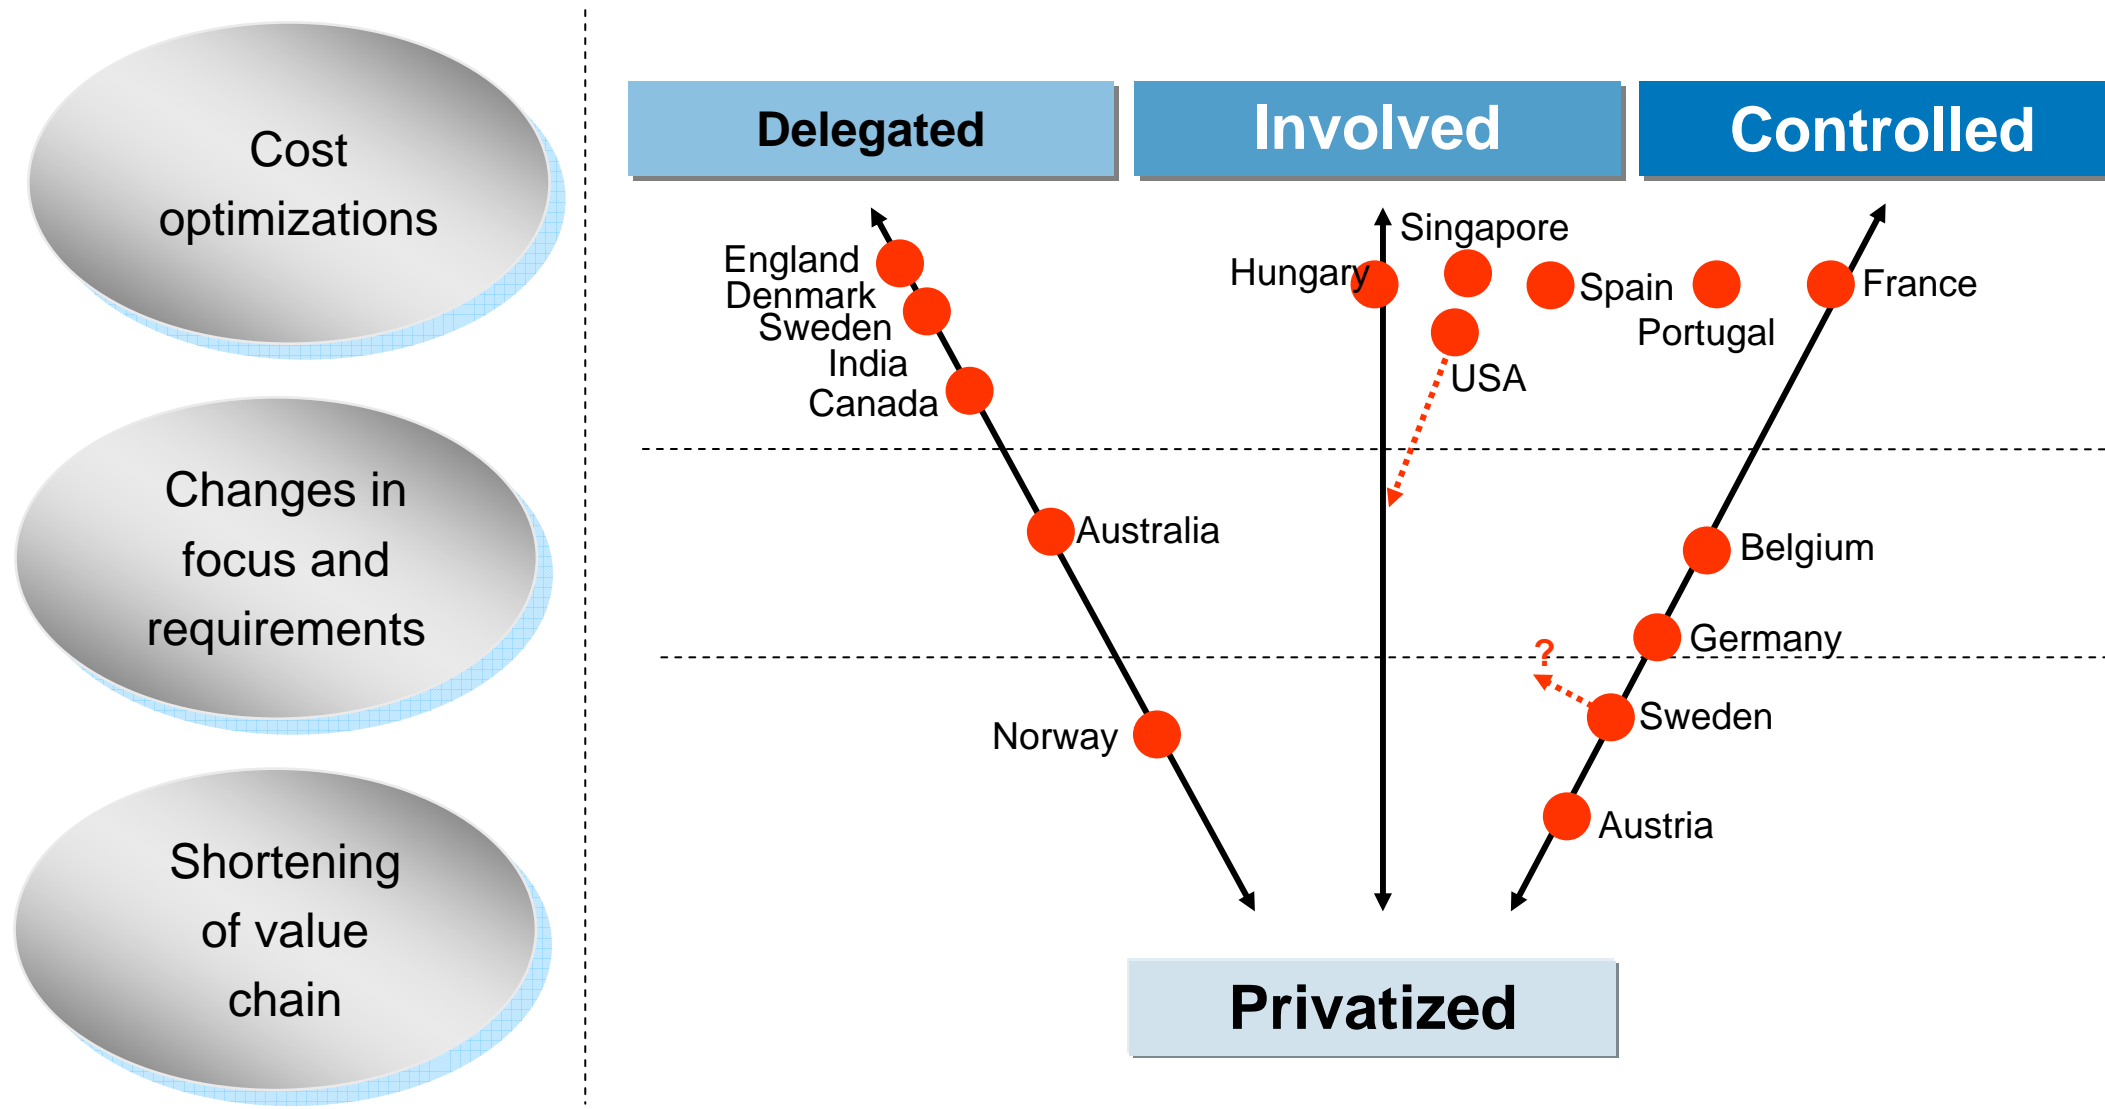 Cost
optimizations
Changes in
focus and
requirements
Shortening
of value
chain
Delegated
Involved
Controlled
England
Denmark
Sweden
India
Canada
Australia
Norway
Singapore
Hungary
Spain
USA
Portugal
France
Belgium
Germany
?
Sweden
Austria
Privatized